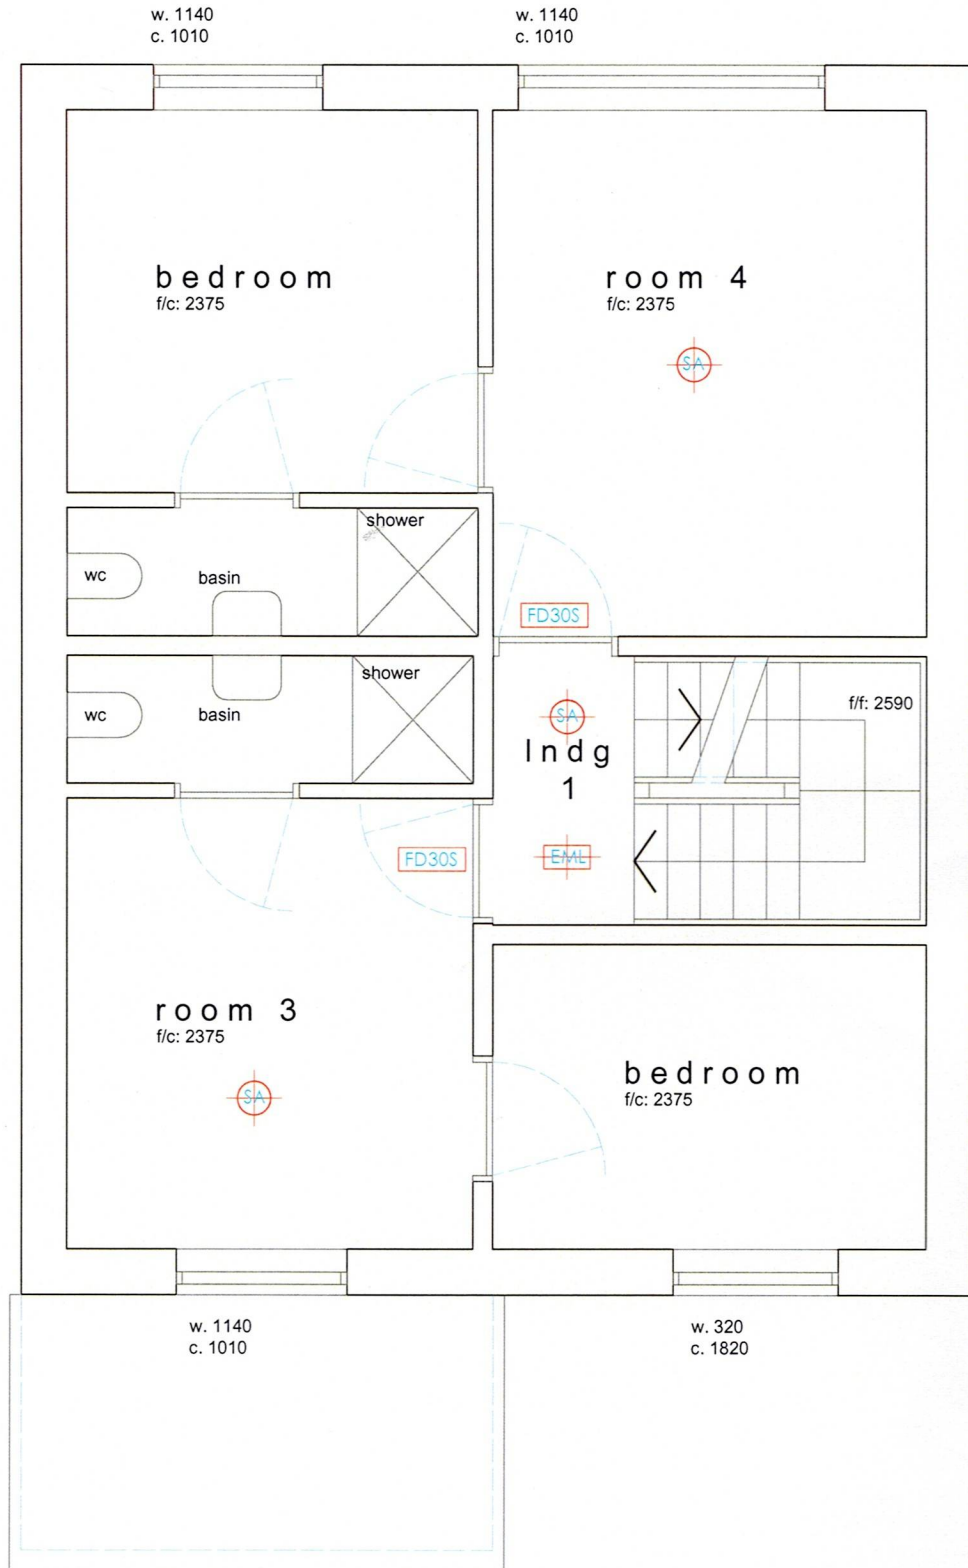 w. 1140
c. 1010
w. 1140
c. 1010
bedroom
f/c: 2375
room 4
f/c: 2375
SA
shower
wc
basin
FD30S
shower
wc
basin
SA
lndg
1
f/f: 2590
FD30S
EML
room 3
f/c: 2375
SA
bedroom
f/c: 2375
w. 1140
c. 1010
w. 320
c. 1820